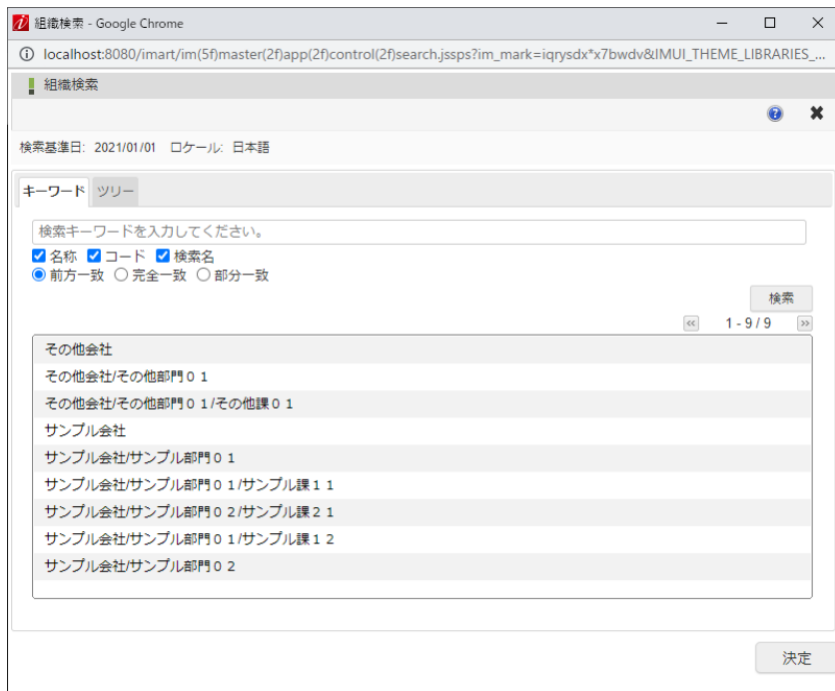 組織検索 - Google Chrome
localhost:8080/imart/im(5f)master(2f)app(2f)control(2f)search.jssps?im_mark=iqrysdx*x7bwdv&IMUI_THEME_LIBRARIES_...
組織検索
検索基準日: 2021/01/01 ロケール: 日本語
キーワード ツリー
検索キーワードを入力してください。
名称 コード 検索名
前方一致 完全一致 部分一致
検索
1 - 9 / 9
その他会社
その他会社/その他部門０１
その他会社/その他部門０１/その他課０１
サンプル会社
サンプル会社/サンプル部門０１
サンプル会社/サンプル部門０１/サンプル課１１
サンプル会社/サンプル部門０２/サンプル課２１
サンプル会社/サンプル部門０１/サンプル課１２
サンプル会社/サンプル部門０２
決定